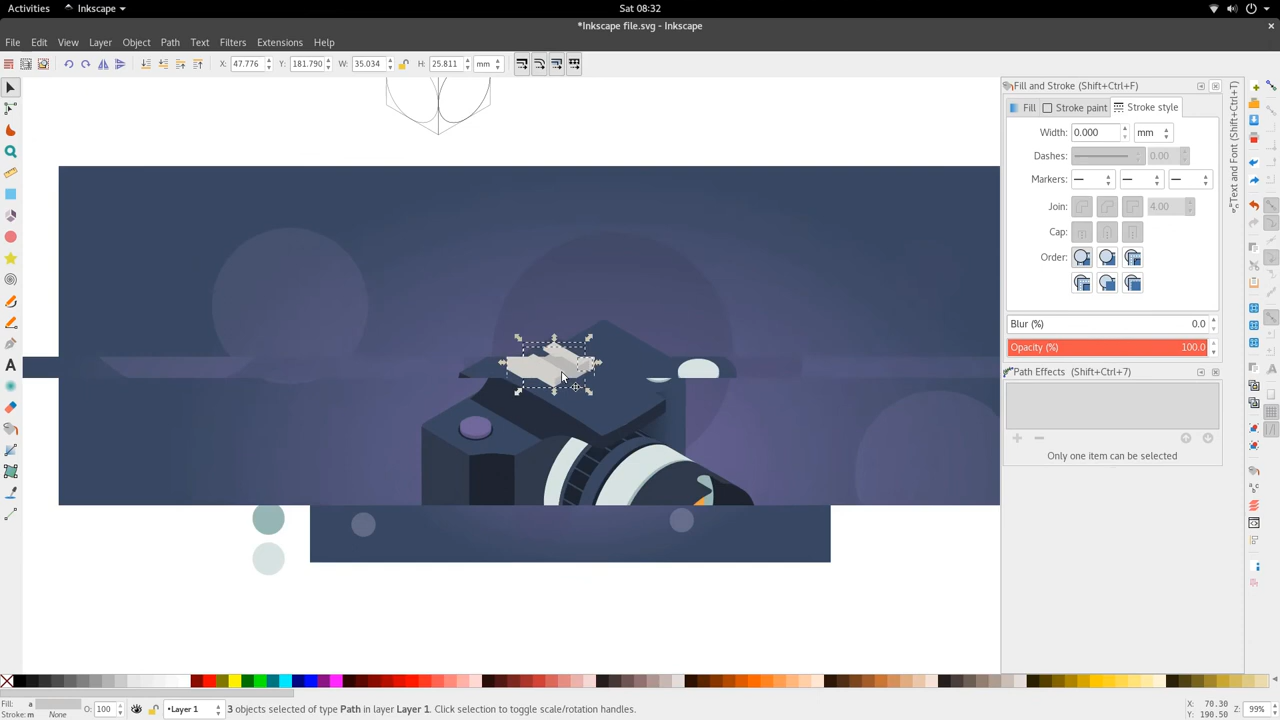 Activities Inkscape Sat 08:32
*Inkscape file.svg - Inkscape
File Edit View Layer Object Path Text Filters Extensions Help
X: 47.776 Y: 181.790 W: 35.034 H: 25.811 mm
Fill and Stroke (Shift+Ctrl+F)
Fill Stroke paint Stroke style
Width: 0.000 mm
Dashes: 0.00
Markers:
Join: 4.00
Cap:
Order:
Blur (%) 0.0
Opacity (%) 100.0
Path Effects (Shift+Ctrl+7)
Only one item can be selected
Text and Font (Shift+Ctrl+T)
Fill: a
Stroke: m None
O: 100
•Layer 1
3 objects selected of type Path in layer Layer 1. Click selection to toggle scale/rotation handles.
X: 70.30
Y: 190.50
Z: 99%